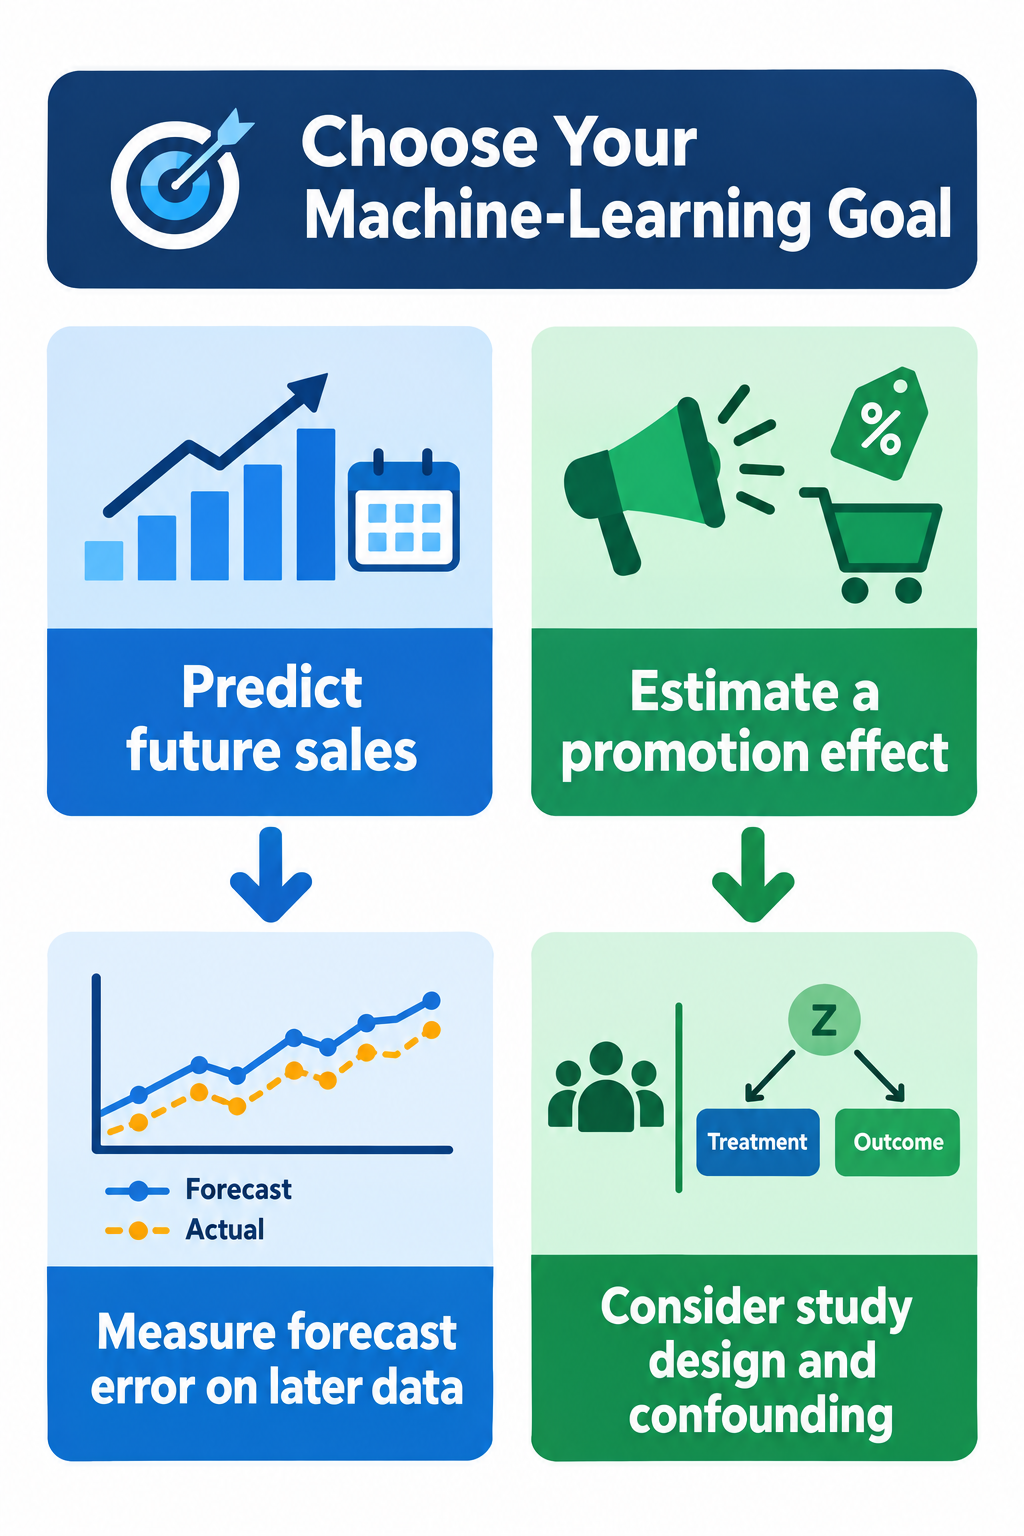 Choose Your
Machine-Learning Goal
%
Predict
future sales
Estimate a
promotion effect
Forecast
Actual
Measure forecast
error on later data
Z
Treatment
Outcome
Consider study
design and
confounding